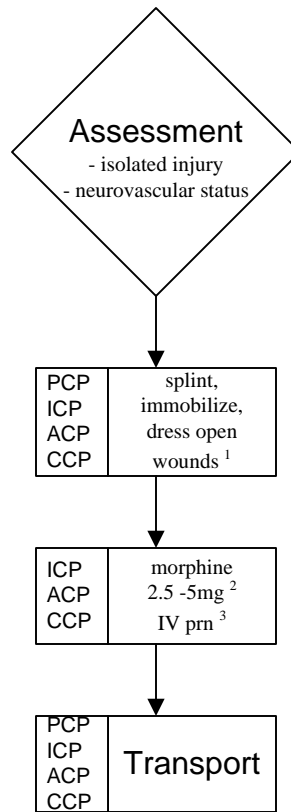 Assessment
- isolated injury
- neurovascular status
PCP
ICP
ACP
CCP
splint,
immobilize,
dress open
wounds 1
ICP
ACP
CCP
morphine
2.5 -5mg 2
IV prn 3
PCP
ICP
ACP
CCP
Transport